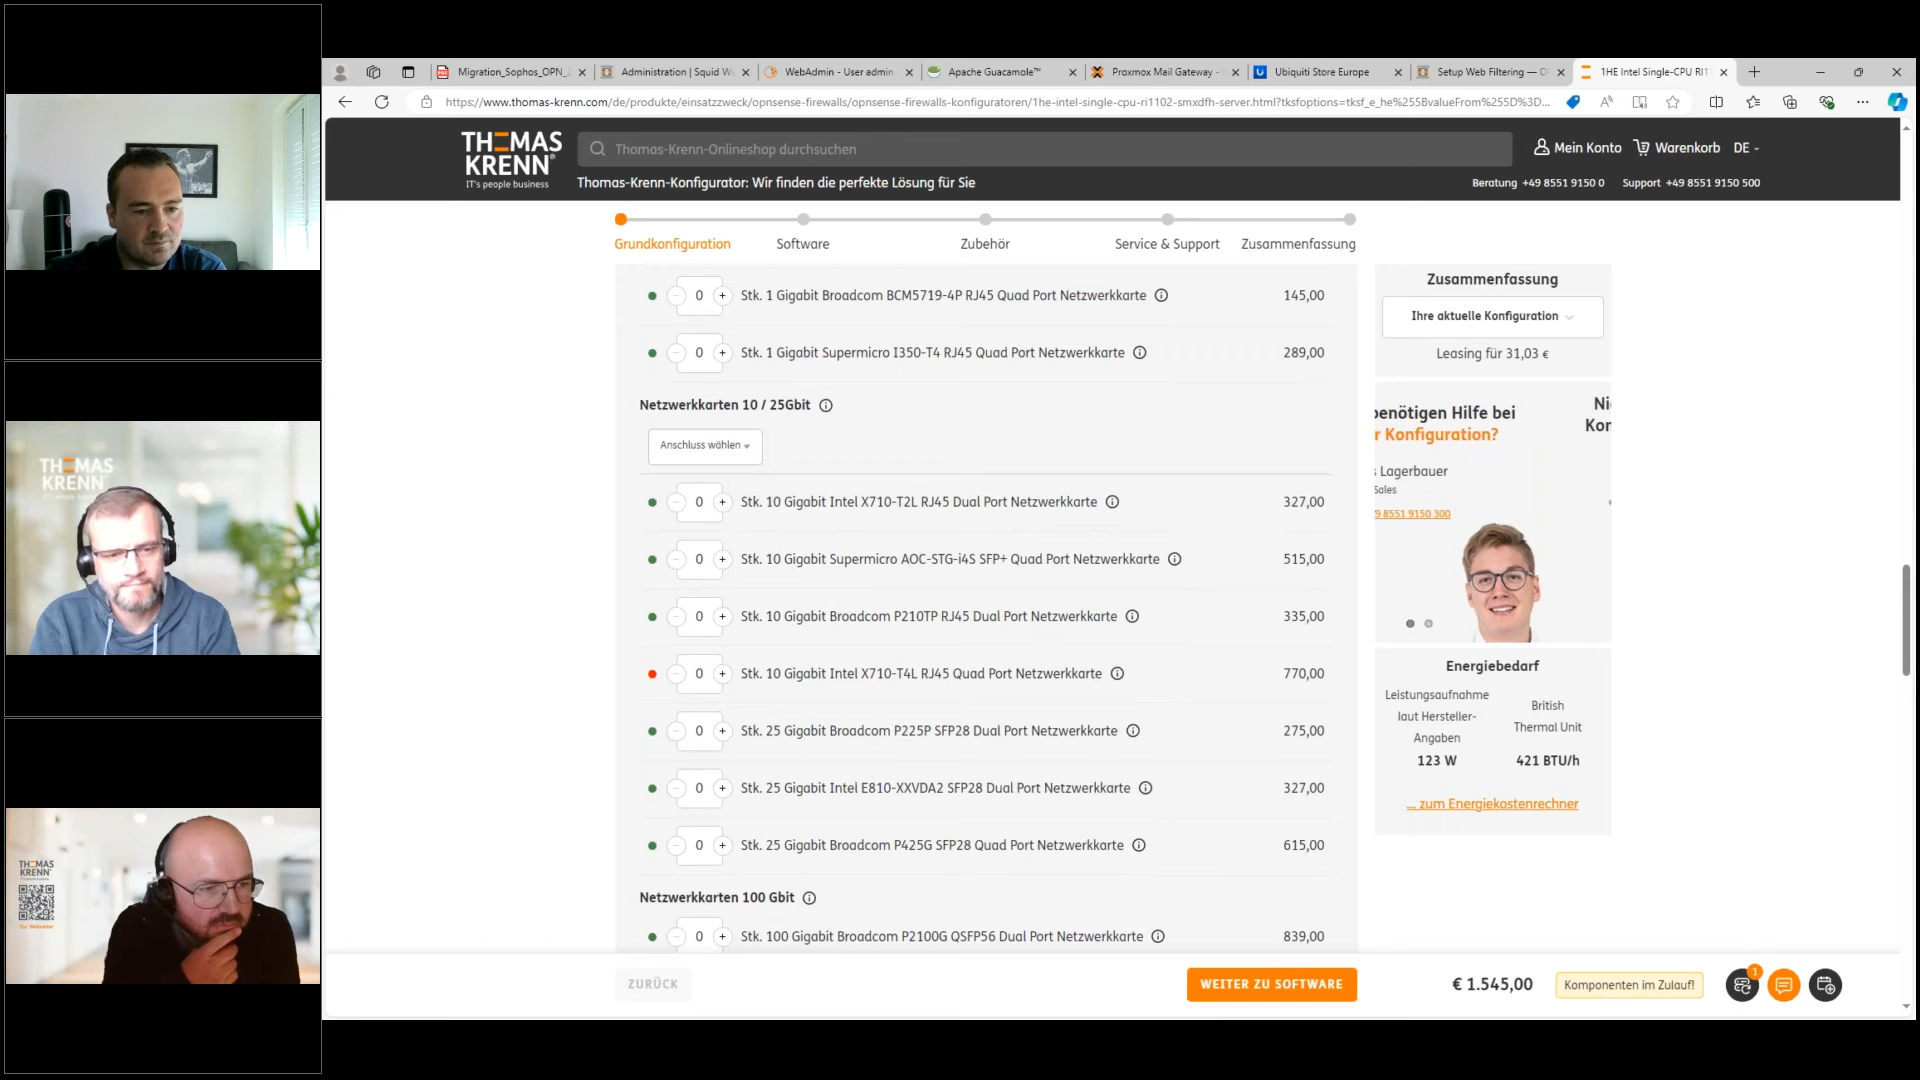 Migration_Sophos_OPN_
Administration | Squid W
WebAdmin - User admin
Apache Guacamole™
Proxmox Mail Gateway -
Ubiquiti Store Europe
Setup Web Filtering — O
1HE Intel Single-CPU RI1
https://www.thomas-krenn.com/de/produkte/einsatzzweck/opnsense-firewalls/opnsense-firewalls-konfiguratoren/1he-intel-single-cpu-ri1102-smxdfh-server.html?tksfoptions=tksf_e_he%255BvalueFrom%255D%3D...
THOMAS
KRENN®
IT's people business
Thomas-Krenn-Onlineshop durchsuchen
Mein Konto
Warenkorb
DE
Thomas-Krenn-Konfigurator: Wir finden die perfekte Lösung für Sie
Beratung +49 8551 9150 0
Support +49 8551 9150 500
Grundkonfiguration
Software
Zubehör
Service & Support
Zusammenfassung
0 Stk. 1 Gigabit Broadcom BCM5719-4P RJ45 Quad Port Netzwerkkarte 145,00
0 Stk. 1 Gigabit Supermicro I350-T4 RJ45 Quad Port Netzwerkkarte 289,00
Netzwerkkarten 10 / 25Gbit
Anschluss wählen
0 Stk. 10 Gigabit Intel X710-T2L RJ45 Dual Port Netzwerkkarte 327,00
0 Stk. 10 Gigabit Supermicro AOC-STG-i4S SFP+ Quad Port Netzwerkkarte 515,00
0 Stk. 10 Gigabit Broadcom P210TP RJ45 Dual Port Netzwerkkarte 335,00
0 Stk. 10 Gigabit Intel X710-T4L RJ45 Quad Port Netzwerkkarte 770,00
0 Stk. 25 Gigabit Broadcom P225P SFP28 Dual Port Netzwerkkarte 275,00
0 Stk. 25 Gigabit Intel E810-XXVDA2 SFP28 Dual Port Netzwerkkarte 327,00
0 Stk. 25 Gigabit Broadcom P425G SFP28 Quad Port Netzwerkkarte 615,00
Netzwerkkarten 100 Gbit
0 Stk. 100 Gigabit Broadcom P2100G QSFP56 Dual Port Netzwerkkarte 839,00
Zusammenfassung
Ihre aktuelle Konfiguration
Leasing für 31,03 €
benötigen Hilfe bei
r Konfiguration?
Ni
Kor
s Lagerbauer
Sales
9 8551 9150 300
Energiebedarf
Leistungsaufnahme
laut Hersteller-
Angaben
123 W
British
Thermal Unit
421 BTU/h
... zum Energiekostenrechner
ZURÜCK
WEITER ZU SOFTWARE
€ 1.545,00
Komponenten im Zulauf!
1
THOMAS
KRENN
THOMAS
KRENN